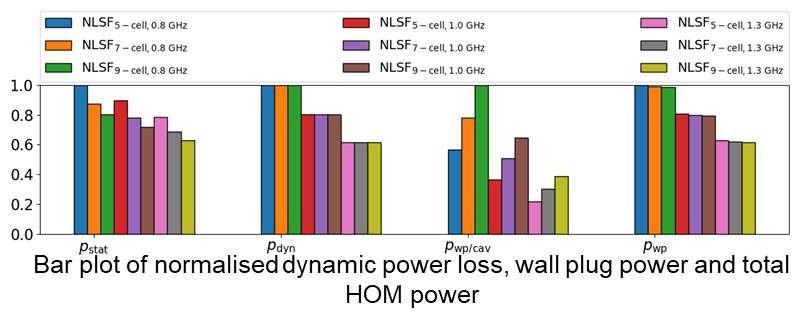 NLSF5−cell, 0.8 GHz NLSF5−cell, 1.0 GHz NLSF5−cell, 1.3 GHz
NLSF7−cell, 0.8 GHz NLSF7−cell, 1.0 GHz NLSF7−cell, 1.3 GHz
NLSF9−cell, 0.8 GHz NLSF9−cell, 1.0 GHz NLSF9−cell, 1.3 GHz
1.0
0.8
0.6
0.4
0.2
0.0
pstat pdyn pwp/cav pwp
Bar plot of normalised dynamic power loss, wall plug power and total
HOM power